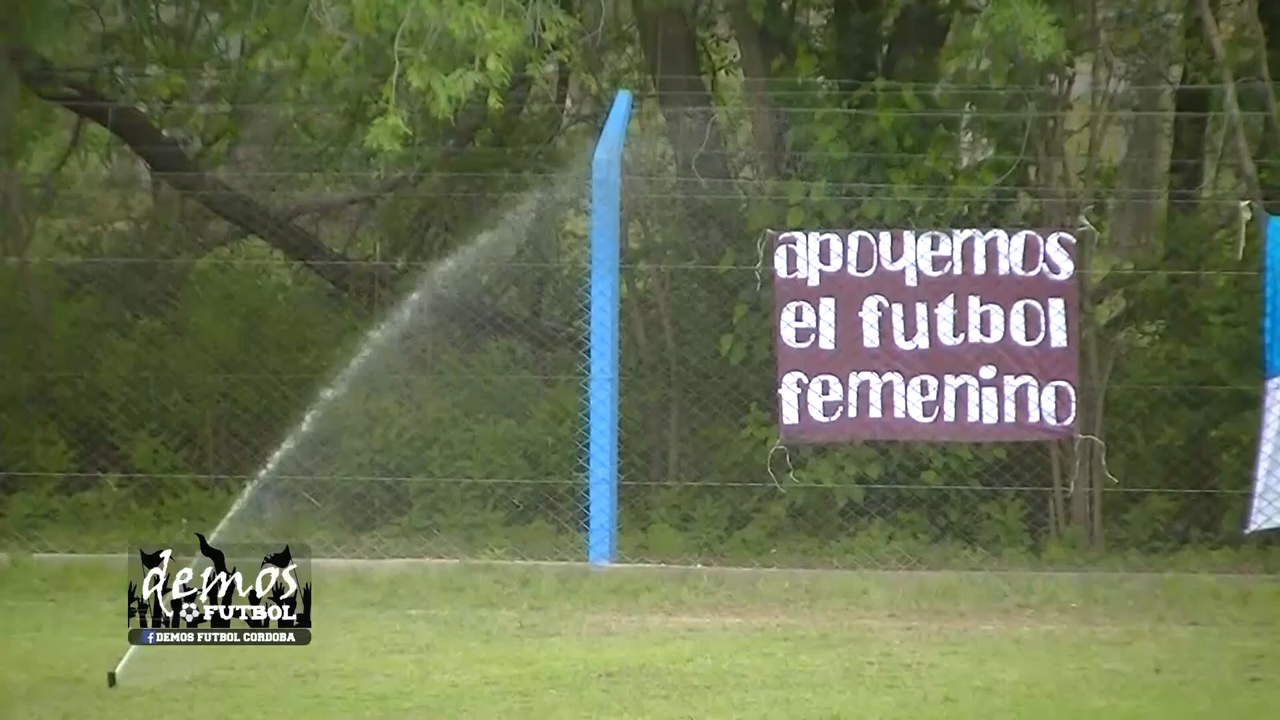 apoyemos
el futbol
femenino
demos
FUTBOL
f DEMOS FUTBOL CORDOBA